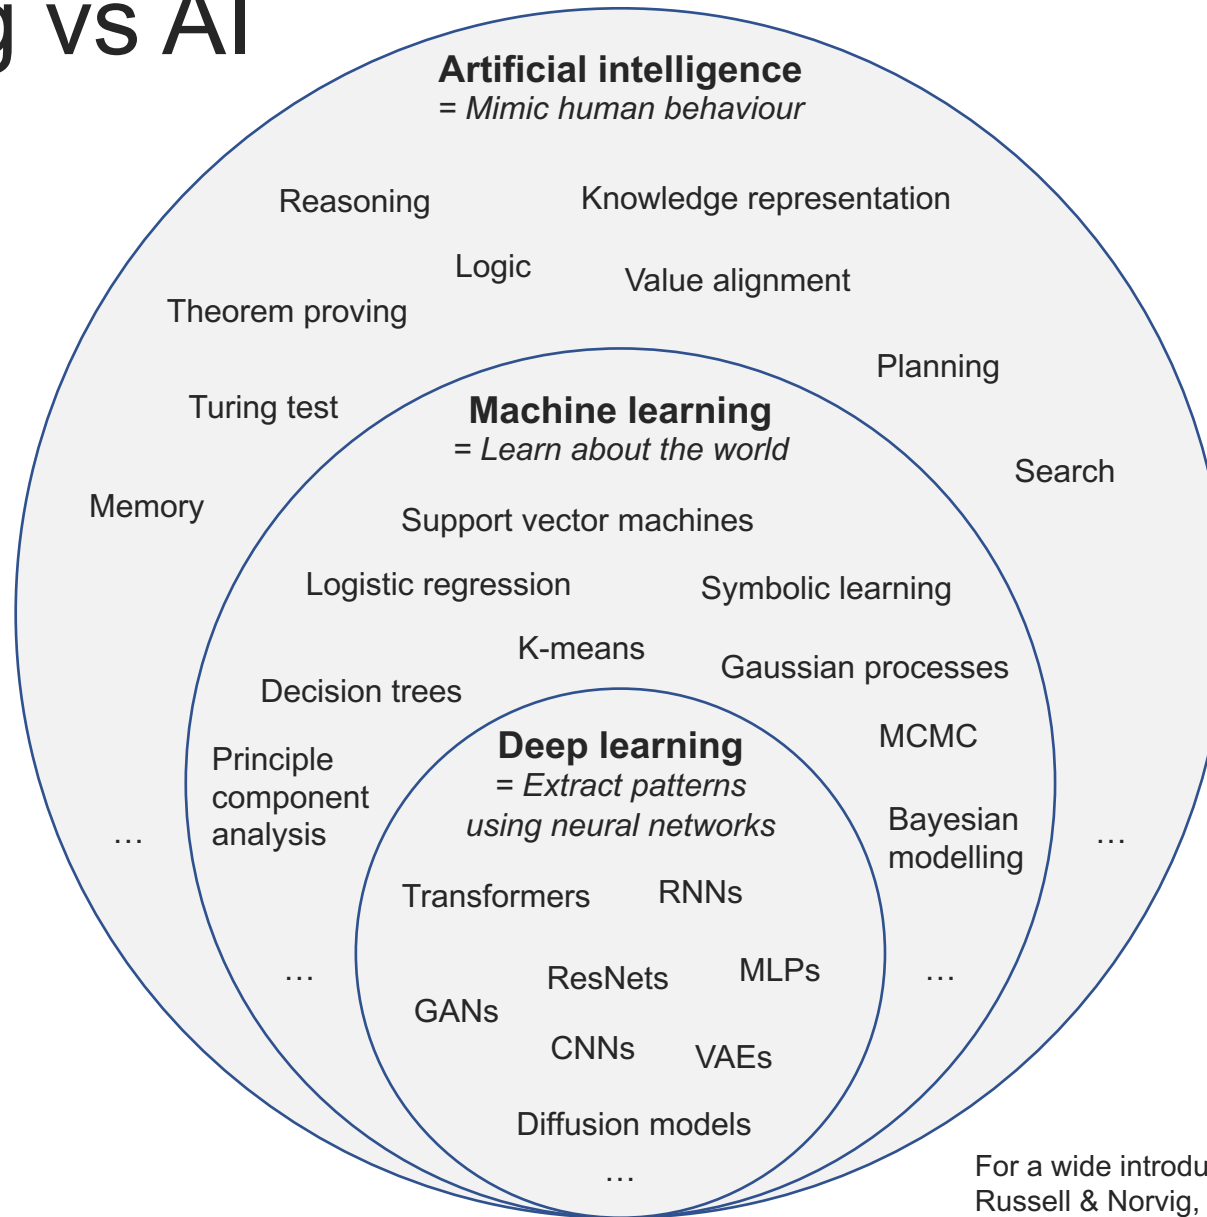 g vs AI
Artificial intelligence
= Mimic human behaviour
Reasoning
Knowledge representation
Logic
Value alignment
Theorem proving
Planning
Turing test
Machine learning
= Learn about the world
Search
Memory
Support vector machines
Logistic regression
Symbolic learning
K-means
Gaussian processes
Decision trees
MCMC
Deep learning
= Extract patterns
using neural networks
Principle
component
analysis
Bayesian
modelling
…
…
Transformers
RNNs
…
ResNets
MLPs
…
GANs
CNNs
VAEs
Diffusion models
…
For a wide introdu
Russell & Norvig,